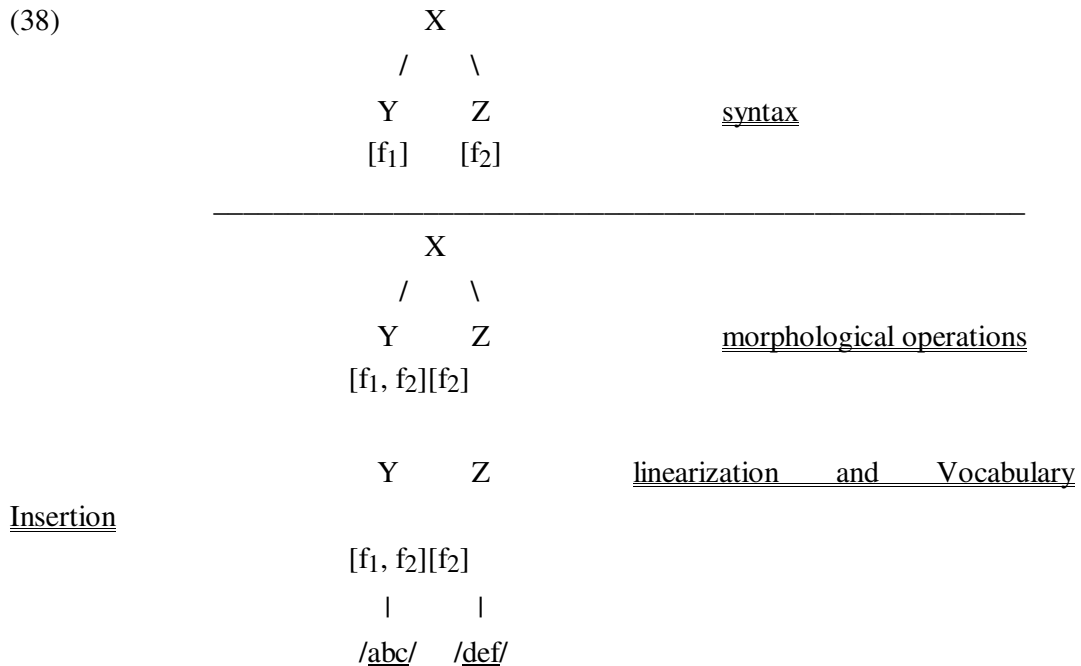 (38) X
/ \
Y Z syntax
[f₁] [f₂]
X
/ \
Y Z morphological operations
[f₁, f₂][f₂]
Y Z linearization and Vocabulary
Insertion
[f₁, f₂][f₂]
| |
/abc/ /def/